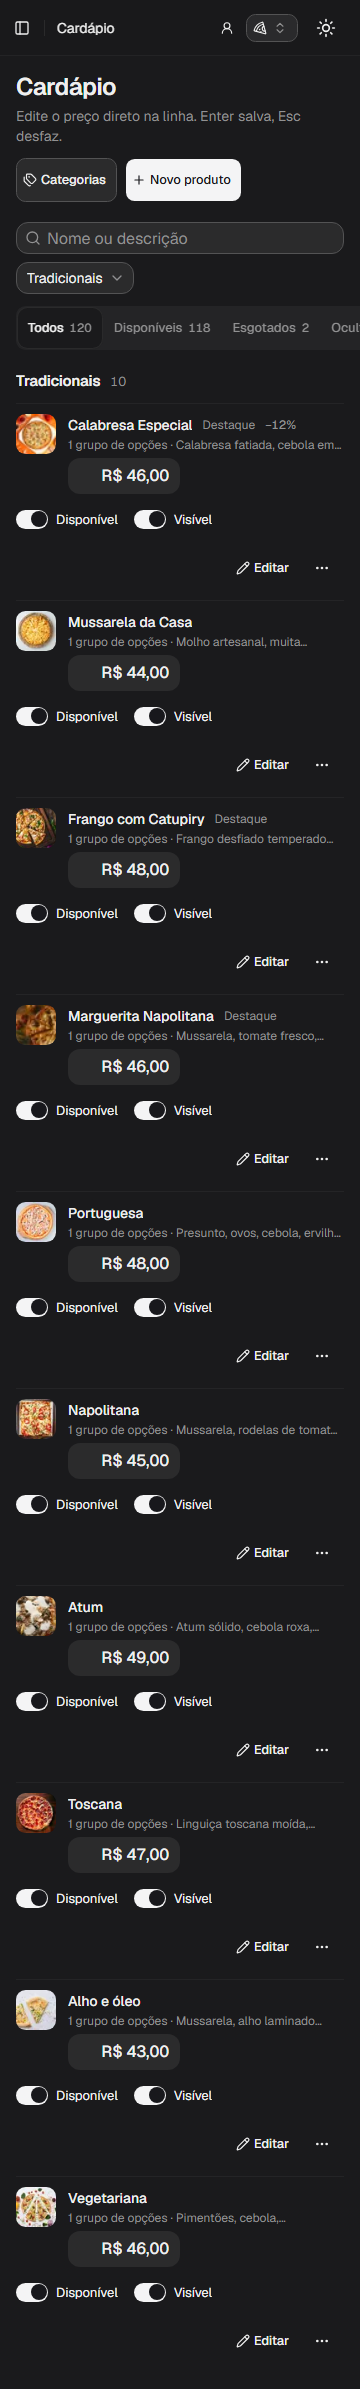 Cardápio
Cardápio
Edite o preço direto na linha. Enter salva, Esc
desfaz.
Categorias
Novo produto
Nome ou descrição
Tradicionais
Todos 120 Disponíveis 118 Esgotados 2 Ocul
Tradicionais 10
Calabresa Especial Destaque −12%
1 grupo de opções · Calabresa fatiada, cebola em…
R$ 46,00
Disponível Visível
Editar
Mussarela da Casa
1 grupo de opções · Molho artesanal, muita…
R$ 44,00
Disponível Visível
Editar
Frango com Catupiry Destaque
1 grupo de opções · Frango desfiado temperado…
R$ 48,00
Disponível Visível
Editar
Marguerita Napolitana Destaque
1 grupo de opções · Mussarela, tomate fresco,…
R$ 46,00
Disponível Visível
Editar
Portuguesa
1 grupo de opções · Presunto, ovos, cebola, ervilh…
R$ 48,00
Disponível Visível
Editar
Napolitana
1 grupo de opções · Mussarela, rodelas de tomat…
R$ 45,00
Disponível Visível
Editar
Atum
1 grupo de opções · Atum sólido, cebola roxa,…
R$ 49,00
Disponível Visível
Editar
Toscana
1 grupo de opções · Linguiça toscana moída,…
R$ 47,00
Disponível Visível
Editar
Alho e óleo
1 grupo de opções · Mussarela, alho laminado…
R$ 43,00
Disponível Visível
Editar
Vegetariana
1 grupo de opções · Pimentões, cebola,…
R$ 46,00
Disponível Visível
Editar